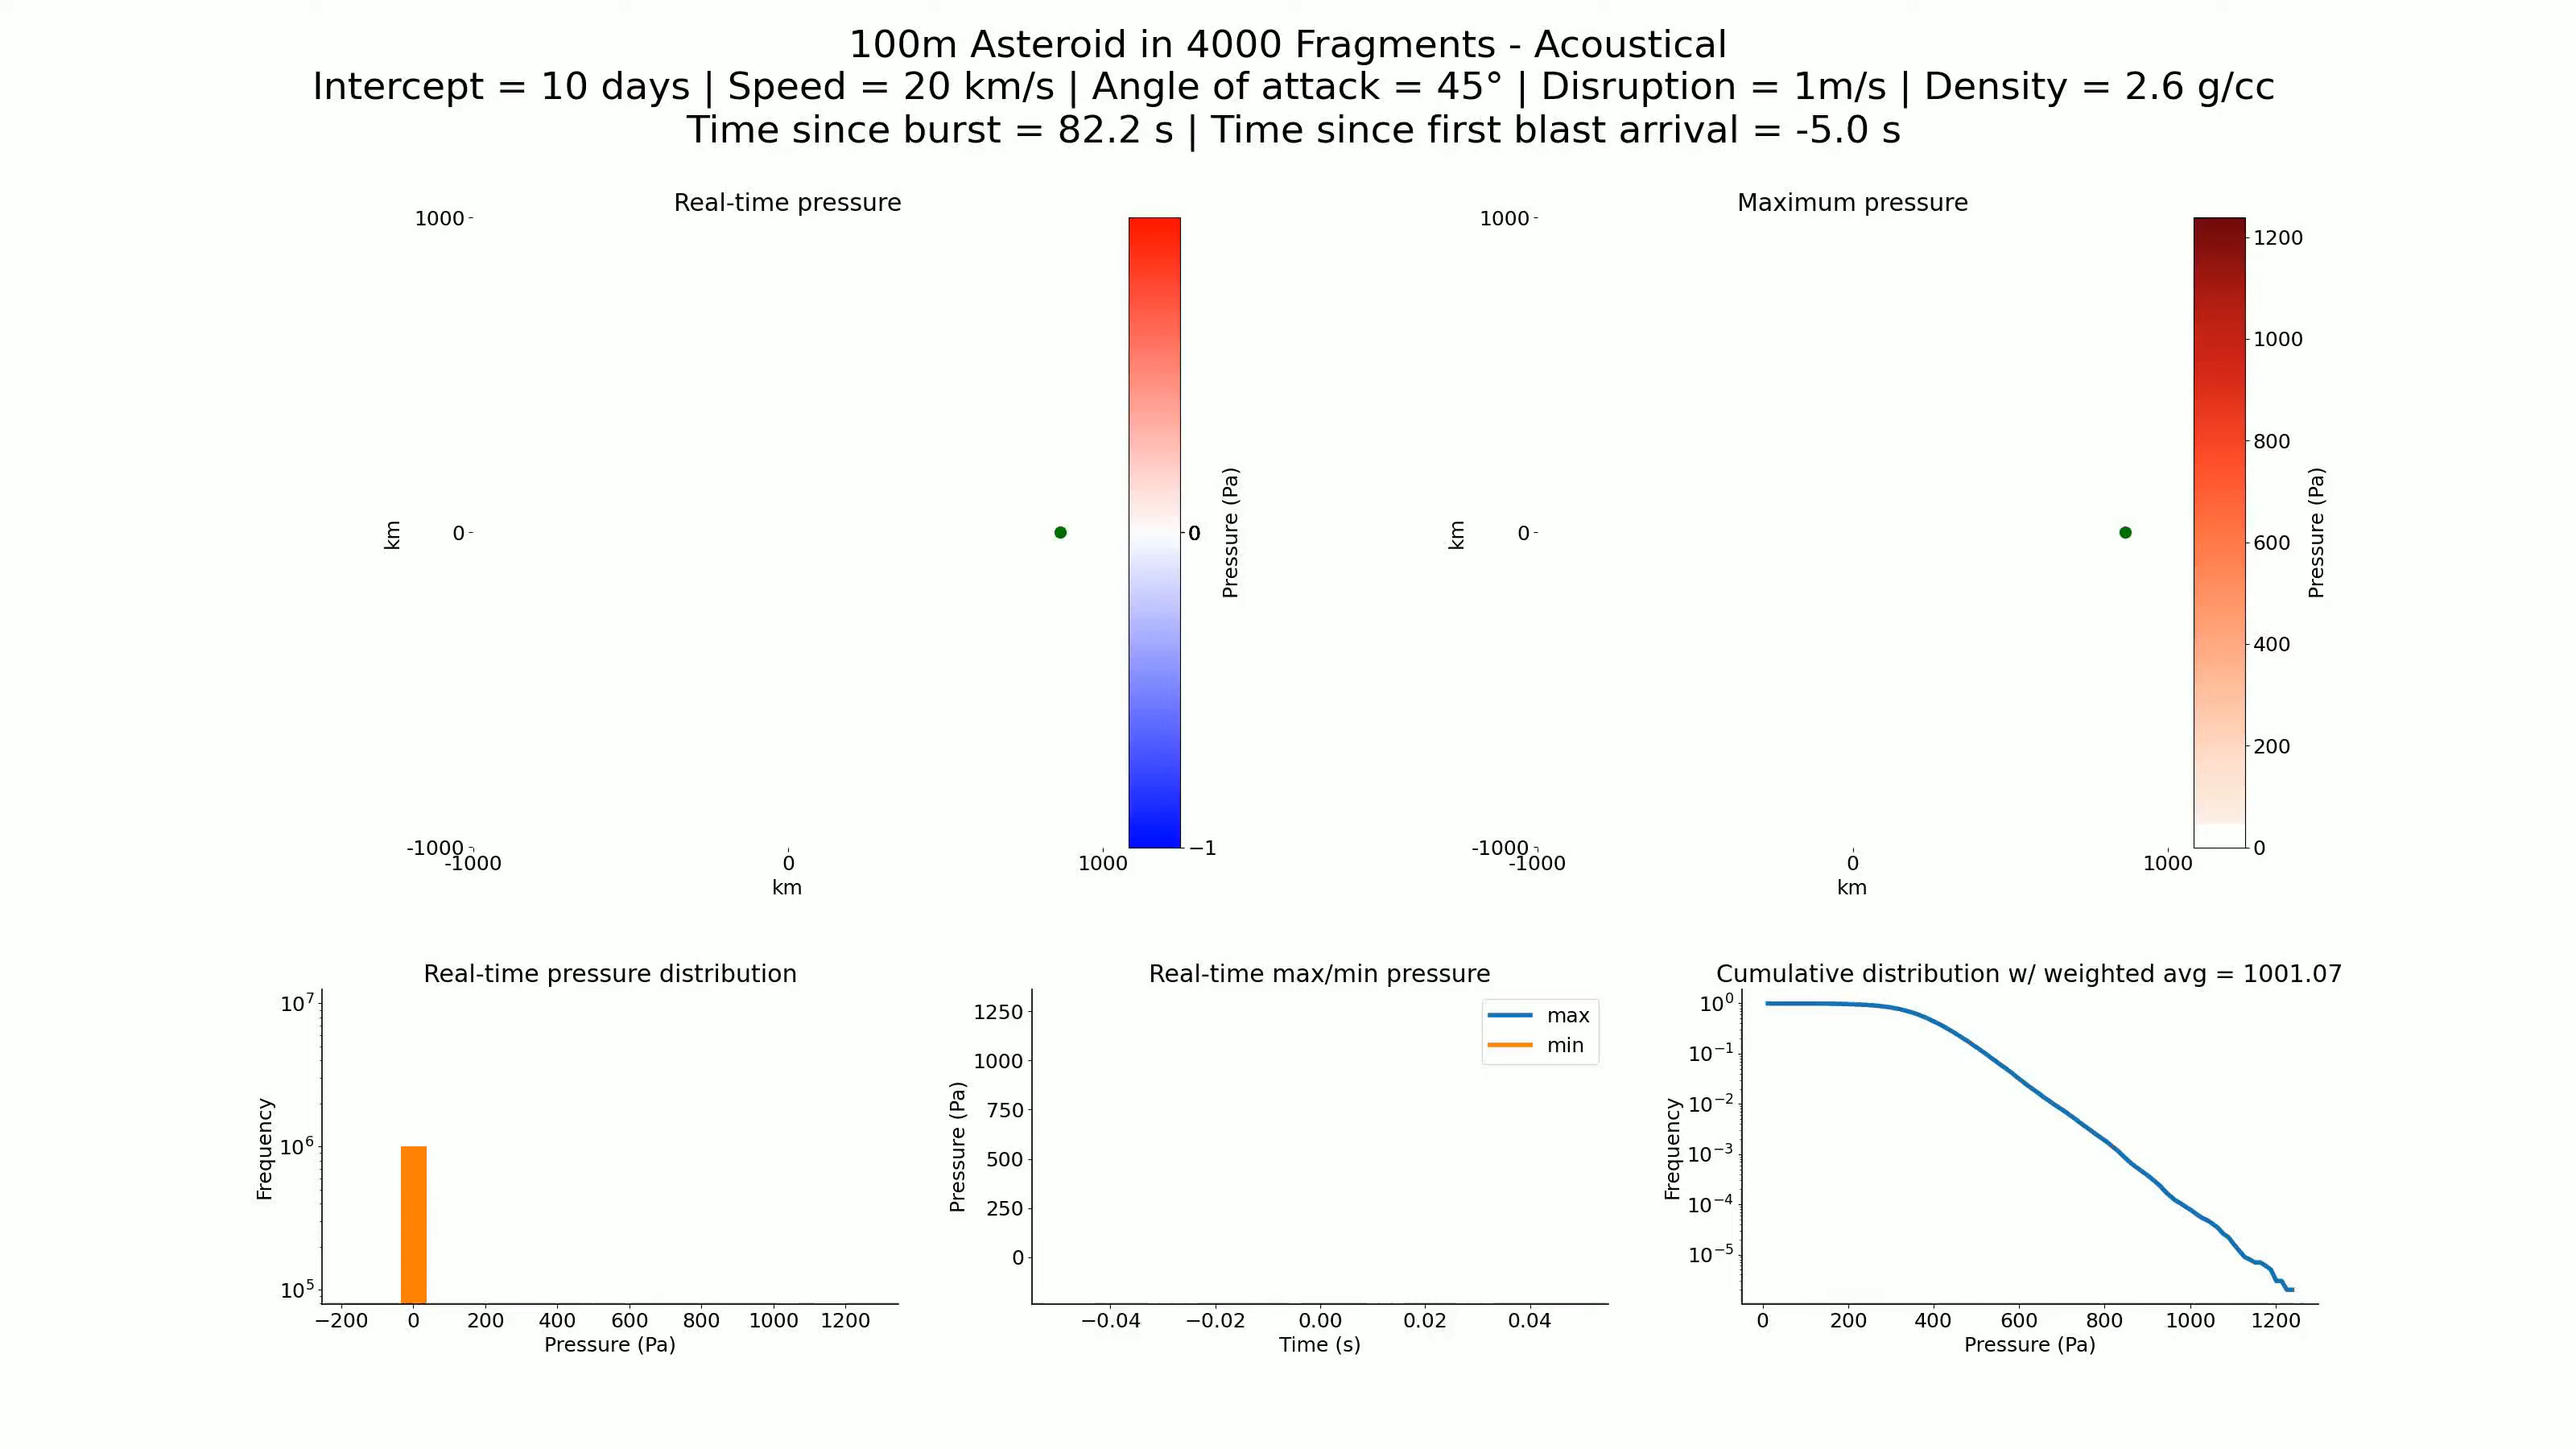 100m Asteroid in 4000 Fragments - Acoustical
Intercept = 10 days | Speed = 20 km/s | Angle of attack = 45° | Disruption = 1m/s | Density = 2.6 g/cc
Time since burst = 82.2 s | Time since first blast arrival = -5.0 s
Real-time pressure
1000
0
-1000
km
-1000
0
1000
km
0
0
−1
Pressure (Pa)
Maximum pressure
1000
0
-1000
km
-1000
0
1000
km
1200
1000
800
600
400
200
0
Pressure (Pa)
Real-time pressure distribution
10⁷
10⁶
10⁵
Frequency
−200 0 200 400 600 800 1000 1200
Pressure (Pa)
Real-time max/min pressure
1250
1000
750
500
250
0
Pressure (Pa)
max
min
−0.04 −0.02 0.00 0.02 0.04
Time (s)
Cumulative distribution w/ weighted avg = 1001.07
10⁰
10⁻¹
10⁻²
10⁻³
10⁻⁴
10⁻⁵
Frequency
0 200 400 600 800 1000 1200
Pressure (Pa)